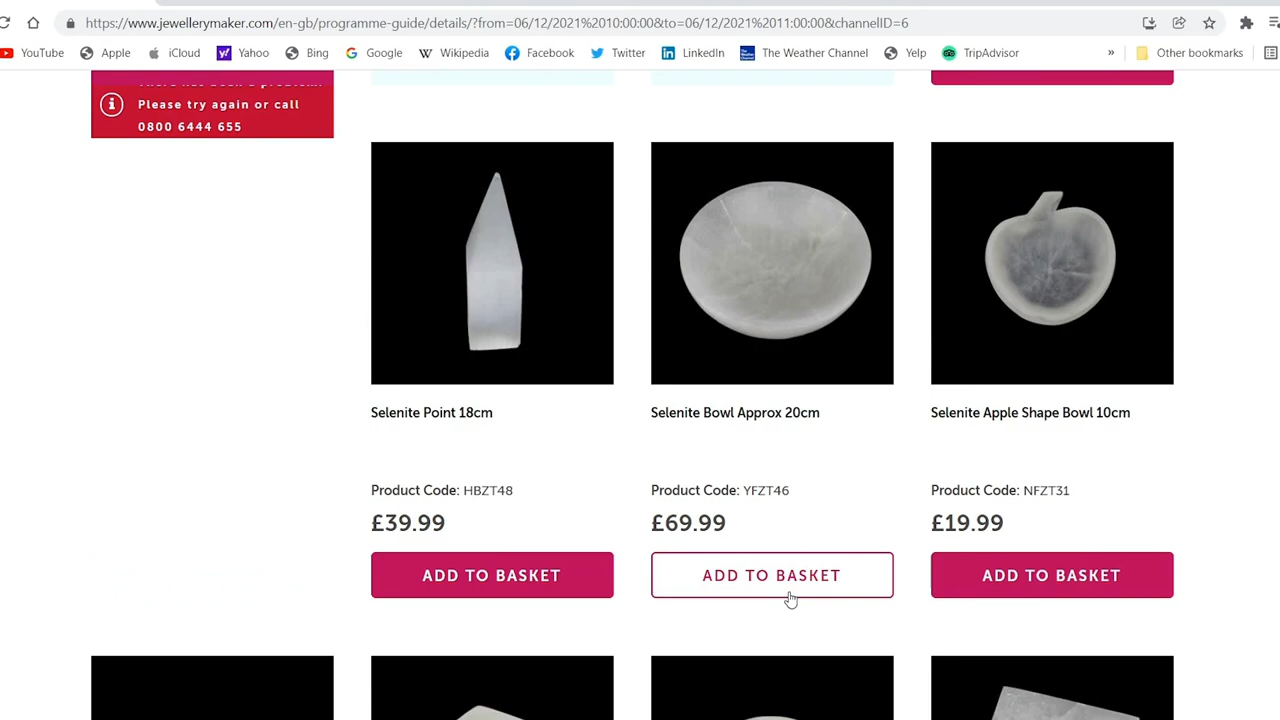 https://www.jewellerymaker.com/en-gb/programme-guide/details/?from=06/12/2021%2010:00:00&to=06/12/2021%2011:00:00&channelID=6
YouTube Apple iCloud Yahoo Bing Google Wikipedia Facebook Twitter LinkedIn The Weather Channel Yelp TripAdvisor » Other bookmarks
Please try again or call
0800 6444 655
Selenite Point 18cm
Product Code: HBZT48
£39.99
ADD TO BASKET
Selenite Bowl Approx 20cm
Product Code: YFZT46
£69.99
ADD TO BASKET
Selenite Apple Shape Bowl 10cm
Product Code: NFZT31
£19.99
ADD TO BASKET